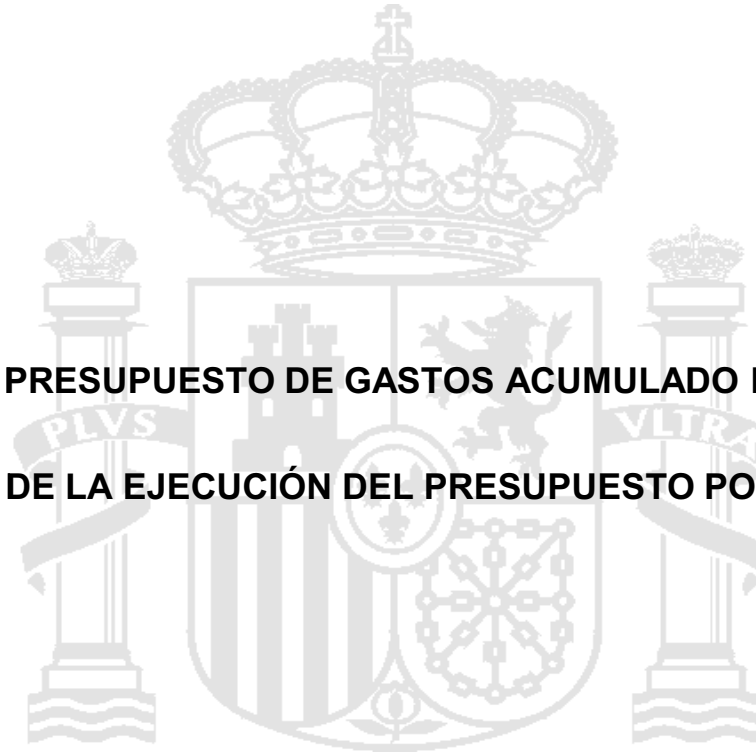 PRESUPUESTO DE GASTOS ACUMULADO
PLVS
VLTRA
DE LA EJECUCIÓN DEL PRESUPUESTO PO